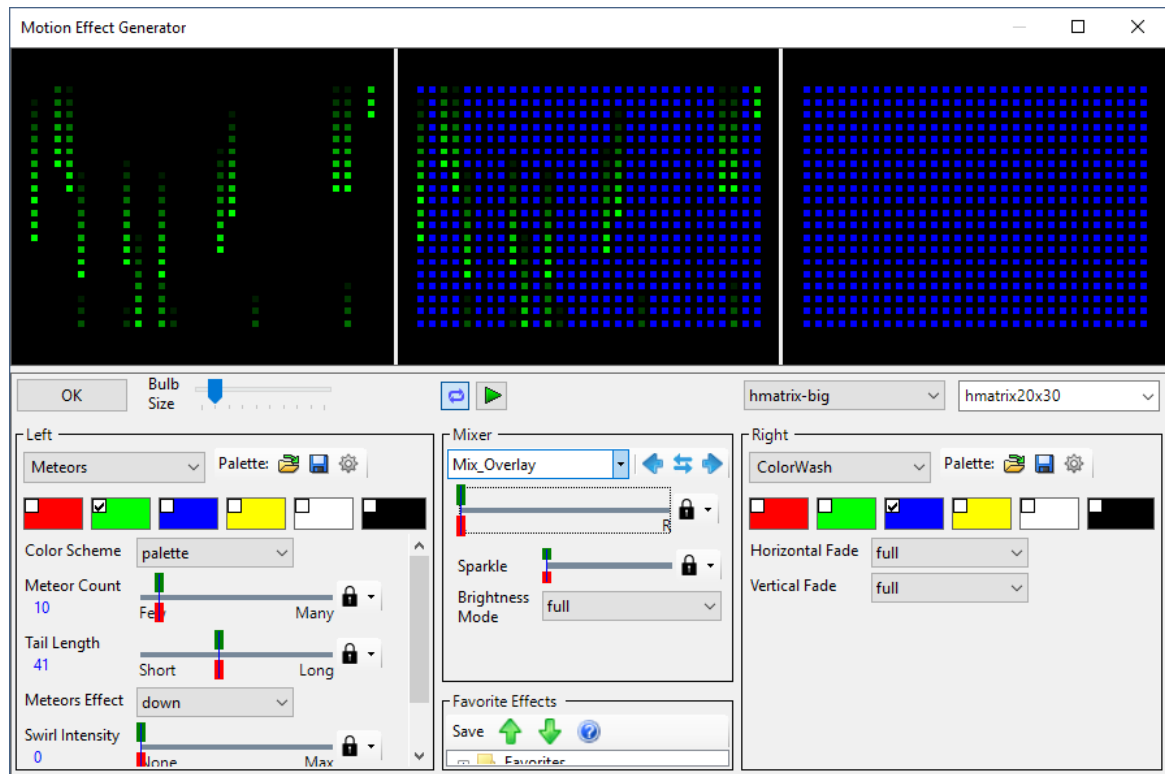 Motion Effect Generator
OK
Bulb Size
hmatrix-big
hmatrix20x30
Left
Meteors
Palette:
Color Scheme
palette
Meteor Count
10
Few
Many
Tail Length
41
Short
Long
Meteors Effect
down
Swirl Intensity
0
None
Max
Mixer
Mix_Overlay
R
Sparkle
Brightness Mode
full
Favorite Effects
Save
Favorites
Right
ColorWash
Palette:
Horizontal Fade
full
Vertical Fade
full